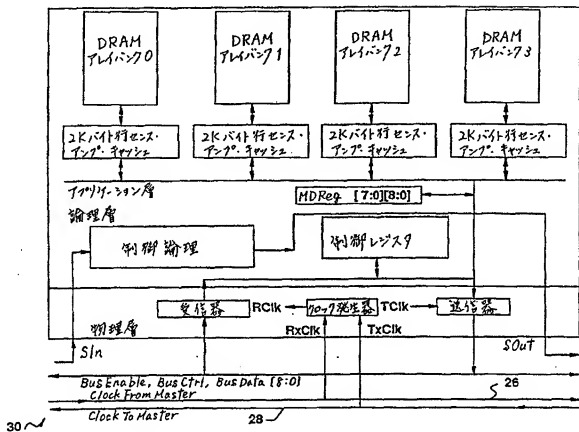 DRAM
アレイバンク0
DRAM
アレイバンク1
DRAM
アレイバンク2
DRAM
アレイバンク3
2Kバイト行センス・
アンプ・キャッシュ
2Kバイト行センス・
アンプ・キャッシュ
2Kバイト行センス・
アンプ・キャッシュ
2Kバイト行センス・
アンプ・キャッシュ
アプリケーション層
MDReg [7:0][8:0]
論理層
制御論理
制御レジスタ
受信器
RClk
クロック発生器
TClk
送信器
物理層
RxClk
TxClk
SIn
SOut
Bus Enable, Bus Ctrl, Bus Data [8:0]
26
Clock From Master
30
28
Clock To Master